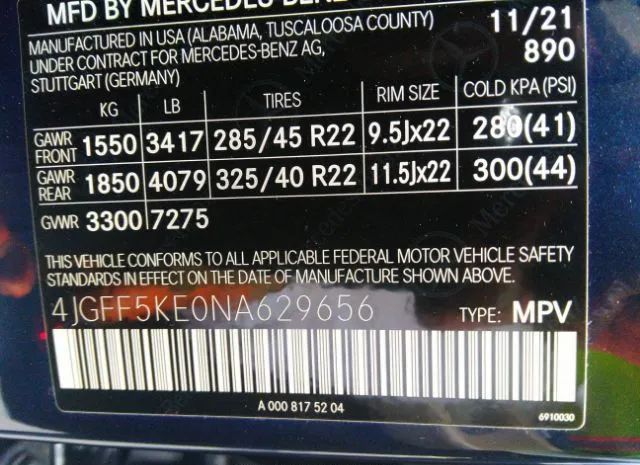 MFD BY MERCEDES-BENZ
MANUFACTURED IN USA (ALABAMA, TUSCALOOSA COUNTY) 11/21
UNDER CONTRACT FOR MERCEDES-BENZ AG, 890
STUTTGART (GERMANY)
KG LB TIRES RIM SIZE COLD KPA (PSI)
GAWR FRONT 1550 3417 285/45 R22 9.5Jx22 280(41)
GAWR REAR 1850 4079 325/40 R22 11.5Jx22 300(44)
GVWR 3300 7275
THIS VEHICLE CONFORMS TO ALL APPLICABLE FEDERAL MOTOR VEHICLE SAFETY
STANDARDS IN EFFECT ON THE DATE OF MANUFACTURE SHOWN ABOVE.
4JGFF5KE0NA629656 TYPE: MPV
A 000 817 52 04 6910030